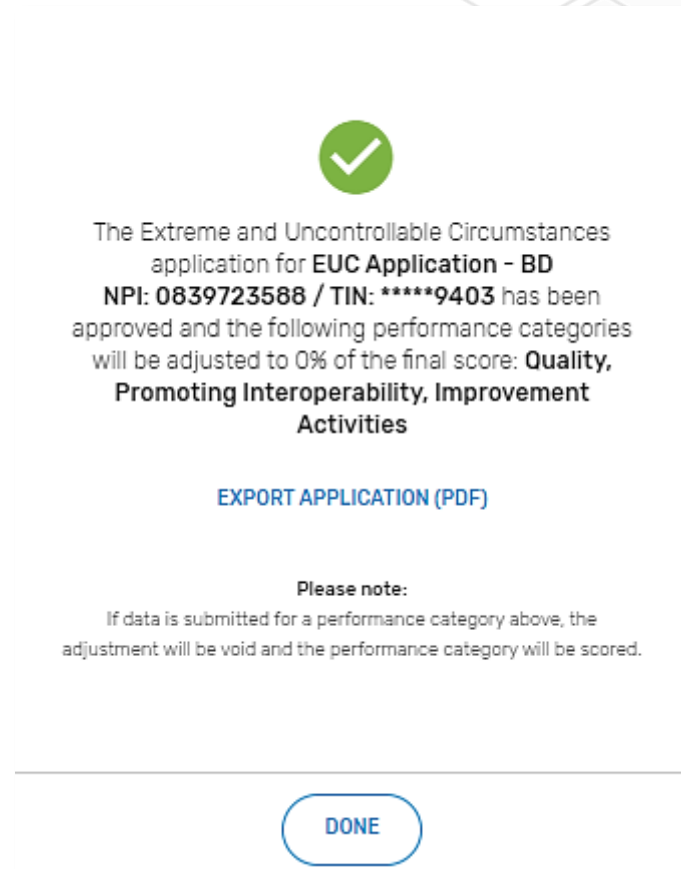 The Extreme and Uncontrollable Circumstances
application for EUC Application - BD
NPI: 0839723588 / TIN: *****9403 has been
approved and the following performance categories
will be adjusted to 0% of the final score: Quality,
Promoting Interoperability, Improvement
Activities
EXPORT APPLICATION (PDF)
Please note:
If data is submitted for a performance category above, the
adjustment will be void and the performance category will be scored.
DONE